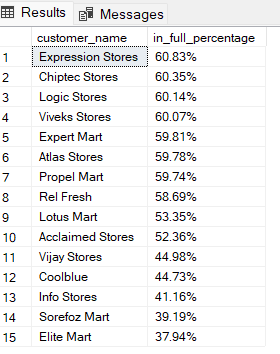 Results Messages
customer_name in_full_percentage
1 Expression Stores 60.83%
2 Chiptec Stores 60.35%
3 Logic Stores 60.14%
4 Viveks Stores 60.07%
5 Expert Mart 59.81%
6 Atlas Stores 59.78%
7 Propel Mart 59.74%
8 Rel Fresh 58.69%
9 Lotus Mart 53.35%
10 Acclaimed Stores 52.36%
11 Vijay Stores 44.98%
12 Coolblue 44.73%
13 Info Stores 41.16%
14 Sorefoz Mart 39.19%
15 Elite Mart 37.94%